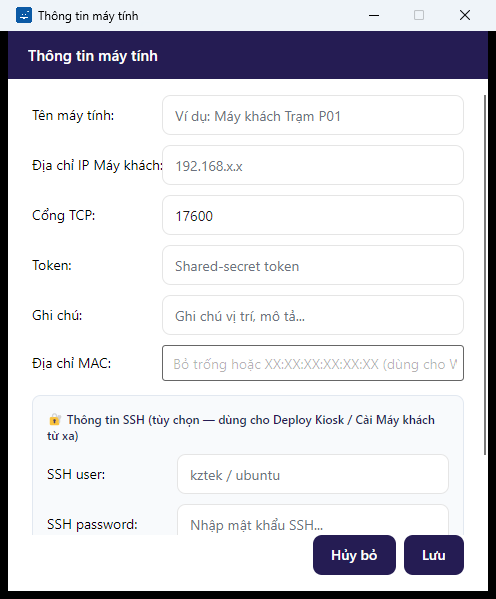 Thông tin máy tính
Thông tin máy tính
Tên máy tính:
Ví dụ: Máy khách Trạm P01
Địa chỉ IP Máy khách:
192.168.x.x
Cổng TCP:
17600
Token:
Shared-secret token
Ghi chú:
Ghi chú vị trí, mô tả...
Địa chỉ MAC:
Bỏ trống hoặc XX:XX:XX:XX:XX:XX (dùng cho W
🔐 Thông tin SSH (tùy chọn — dùng cho Deploy Kiosk / Cài Máy khách
từ xa)
SSH user:
kztek / ubuntu
SSH password:
Nhập mật khẩu SSH...
Hủy bỏ
Lưu